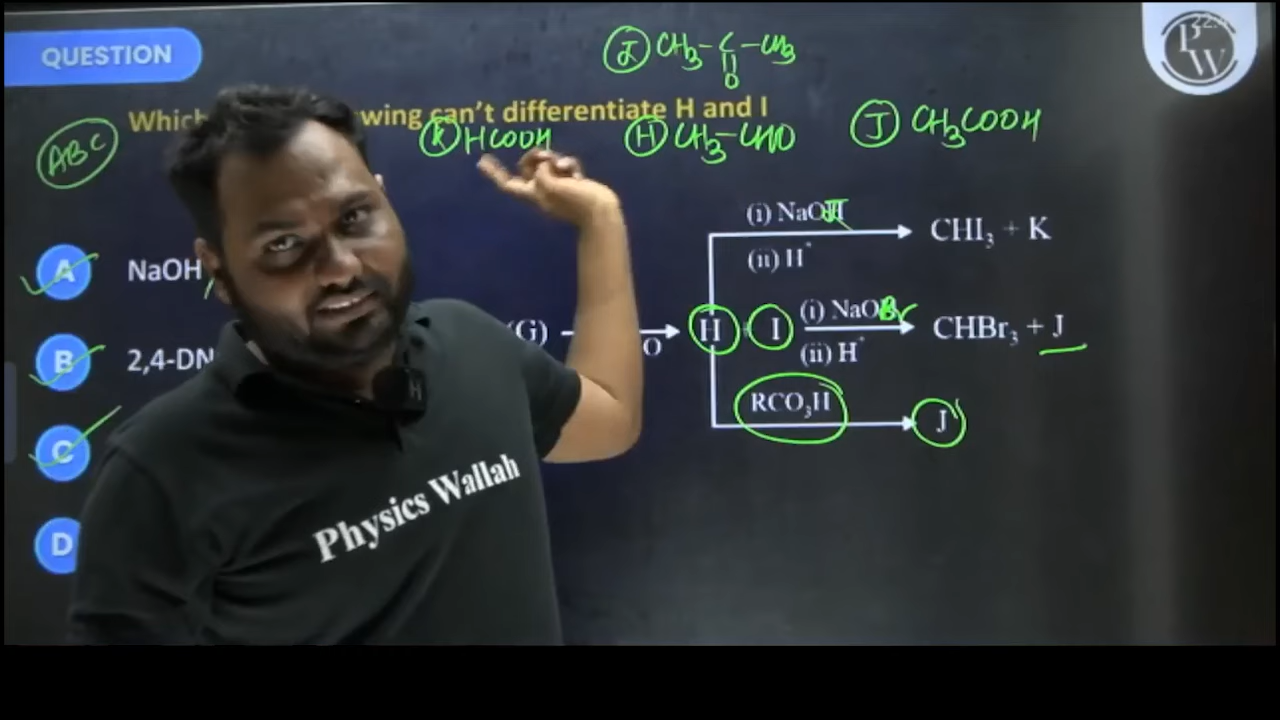 QUESTION
22:
P
W
I CH3-C-CH3
O
Which wing can't differentiate H and I
ABC
K HCOOH
H CH3-CHO
J CH3COOH
(i) NaOI
(ii) H+
CHI3 + K
A NaOH
(G)
O
H + I
(i) NaOBr
(ii) H+
CHBr3 + J
B 2,4-DN
RCO3H
J
C
D
Physics Wallah